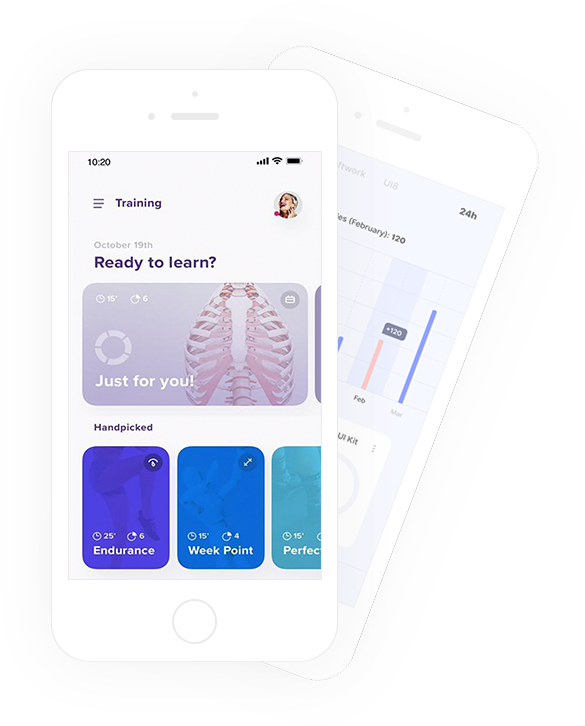 10:20
Training
October 19th
Ready to learn?
15' 6
Just for you!
Handpicked
25' 6
Endurance
15' 4
Week Point
15'
Perfec
ftwork UI8
24h
(February): 120
+120
Feb
Mar
UI Kit